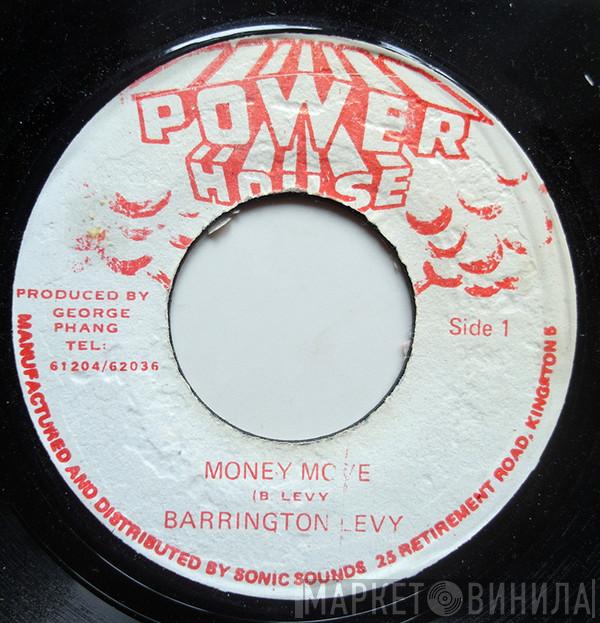 POWER
HOUSE
PRODUCED BY
GEORGE
PHANG
TEL:
61204/62036
Side 1
MONEY MOVE
(B LEVY
BARRINGTON LEVY
MANUFACTURED AND DISTRIBUTED BY SONIC SOUNDS 25 RETIREMENT ROAD, KINGSTON 5
МАРКЕТ ВИНИЛА